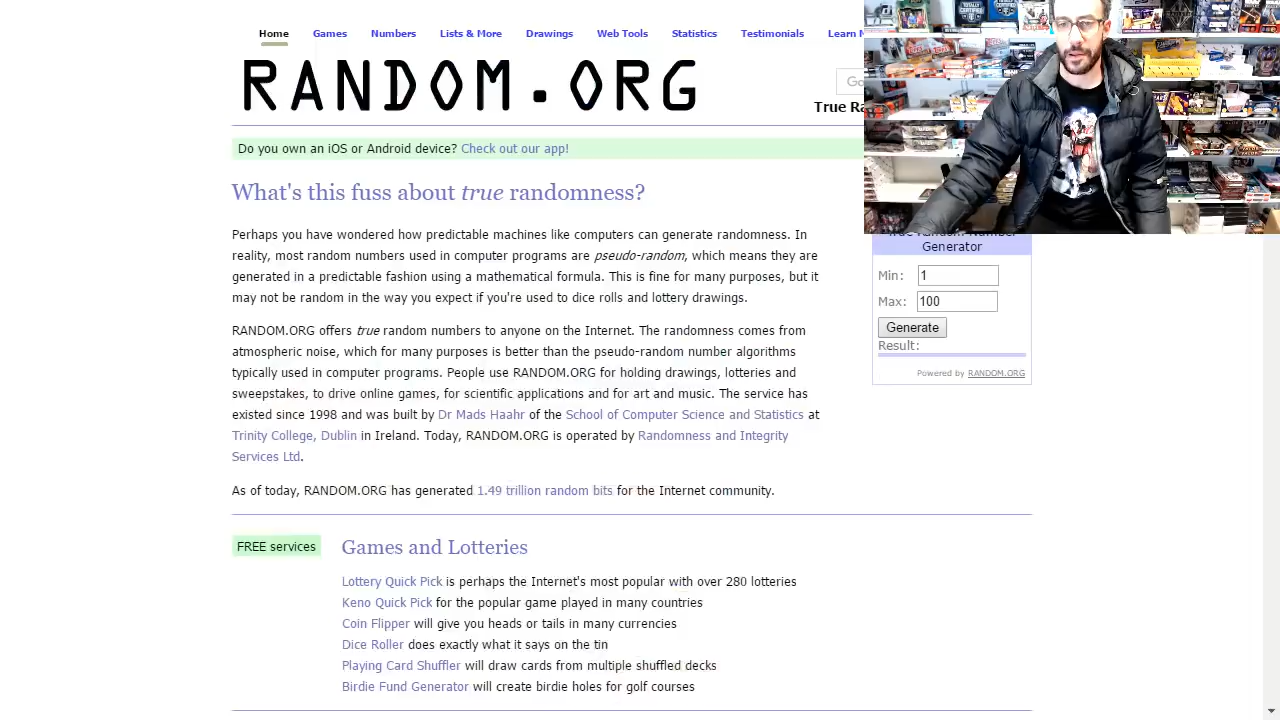 Home Games Numbers Lists & More Drawings Web Tools Statistics Testimonials Learn
RANDOM.ORG
Go
True
Do you own an iOS or Android device? Check out our app!
What's this fuss about true randomness?
Perhaps you have wondered how predictable machines like computers can generate randomness. In
reality, most random numbers used in computer programs are pseudo-random, which means they are
generated in a predictable fashion using a mathematical formula. This is fine for many purposes, but it
may not be random in the way you expect if you're used to dice rolls and lottery drawings.
RANDOM.ORG offers true random numbers to anyone on the Internet. The randomness comes from
atmospheric noise, which for many purposes is better than the pseudo-random number algorithms
typically used in computer programs. People use RANDOM.ORG for holding drawings, lotteries and
sweepstakes, to drive online games, for scientific applications and for art and music. The service has
existed since 1998 and was built by Dr Mads Haahr of the School of Computer Science and Statistics at
Trinity College, Dublin in Ireland. Today, RANDOM.ORG is operated by Randomness and Integrity
Services Ltd.
As of today, RANDOM.ORG has generated 1.49 trillion random bits for the Internet community.
True Random Number
Generator
Min: 1
Max: 100
Generate
Result:
Powered by RANDOM.ORG
FREE services
Games and Lotteries
Lottery Quick Pick is perhaps the Internet's most popular with over 280 lotteries
Keno Quick Pick for the popular game played in many countries
Coin Flipper will give you heads or tails in many currencies
Dice Roller does exactly what it says on the tin
Playing Card Shuffler will draw cards from multiple shuffled decks
Birdie Fund Generator will create birdie holes for golf courses